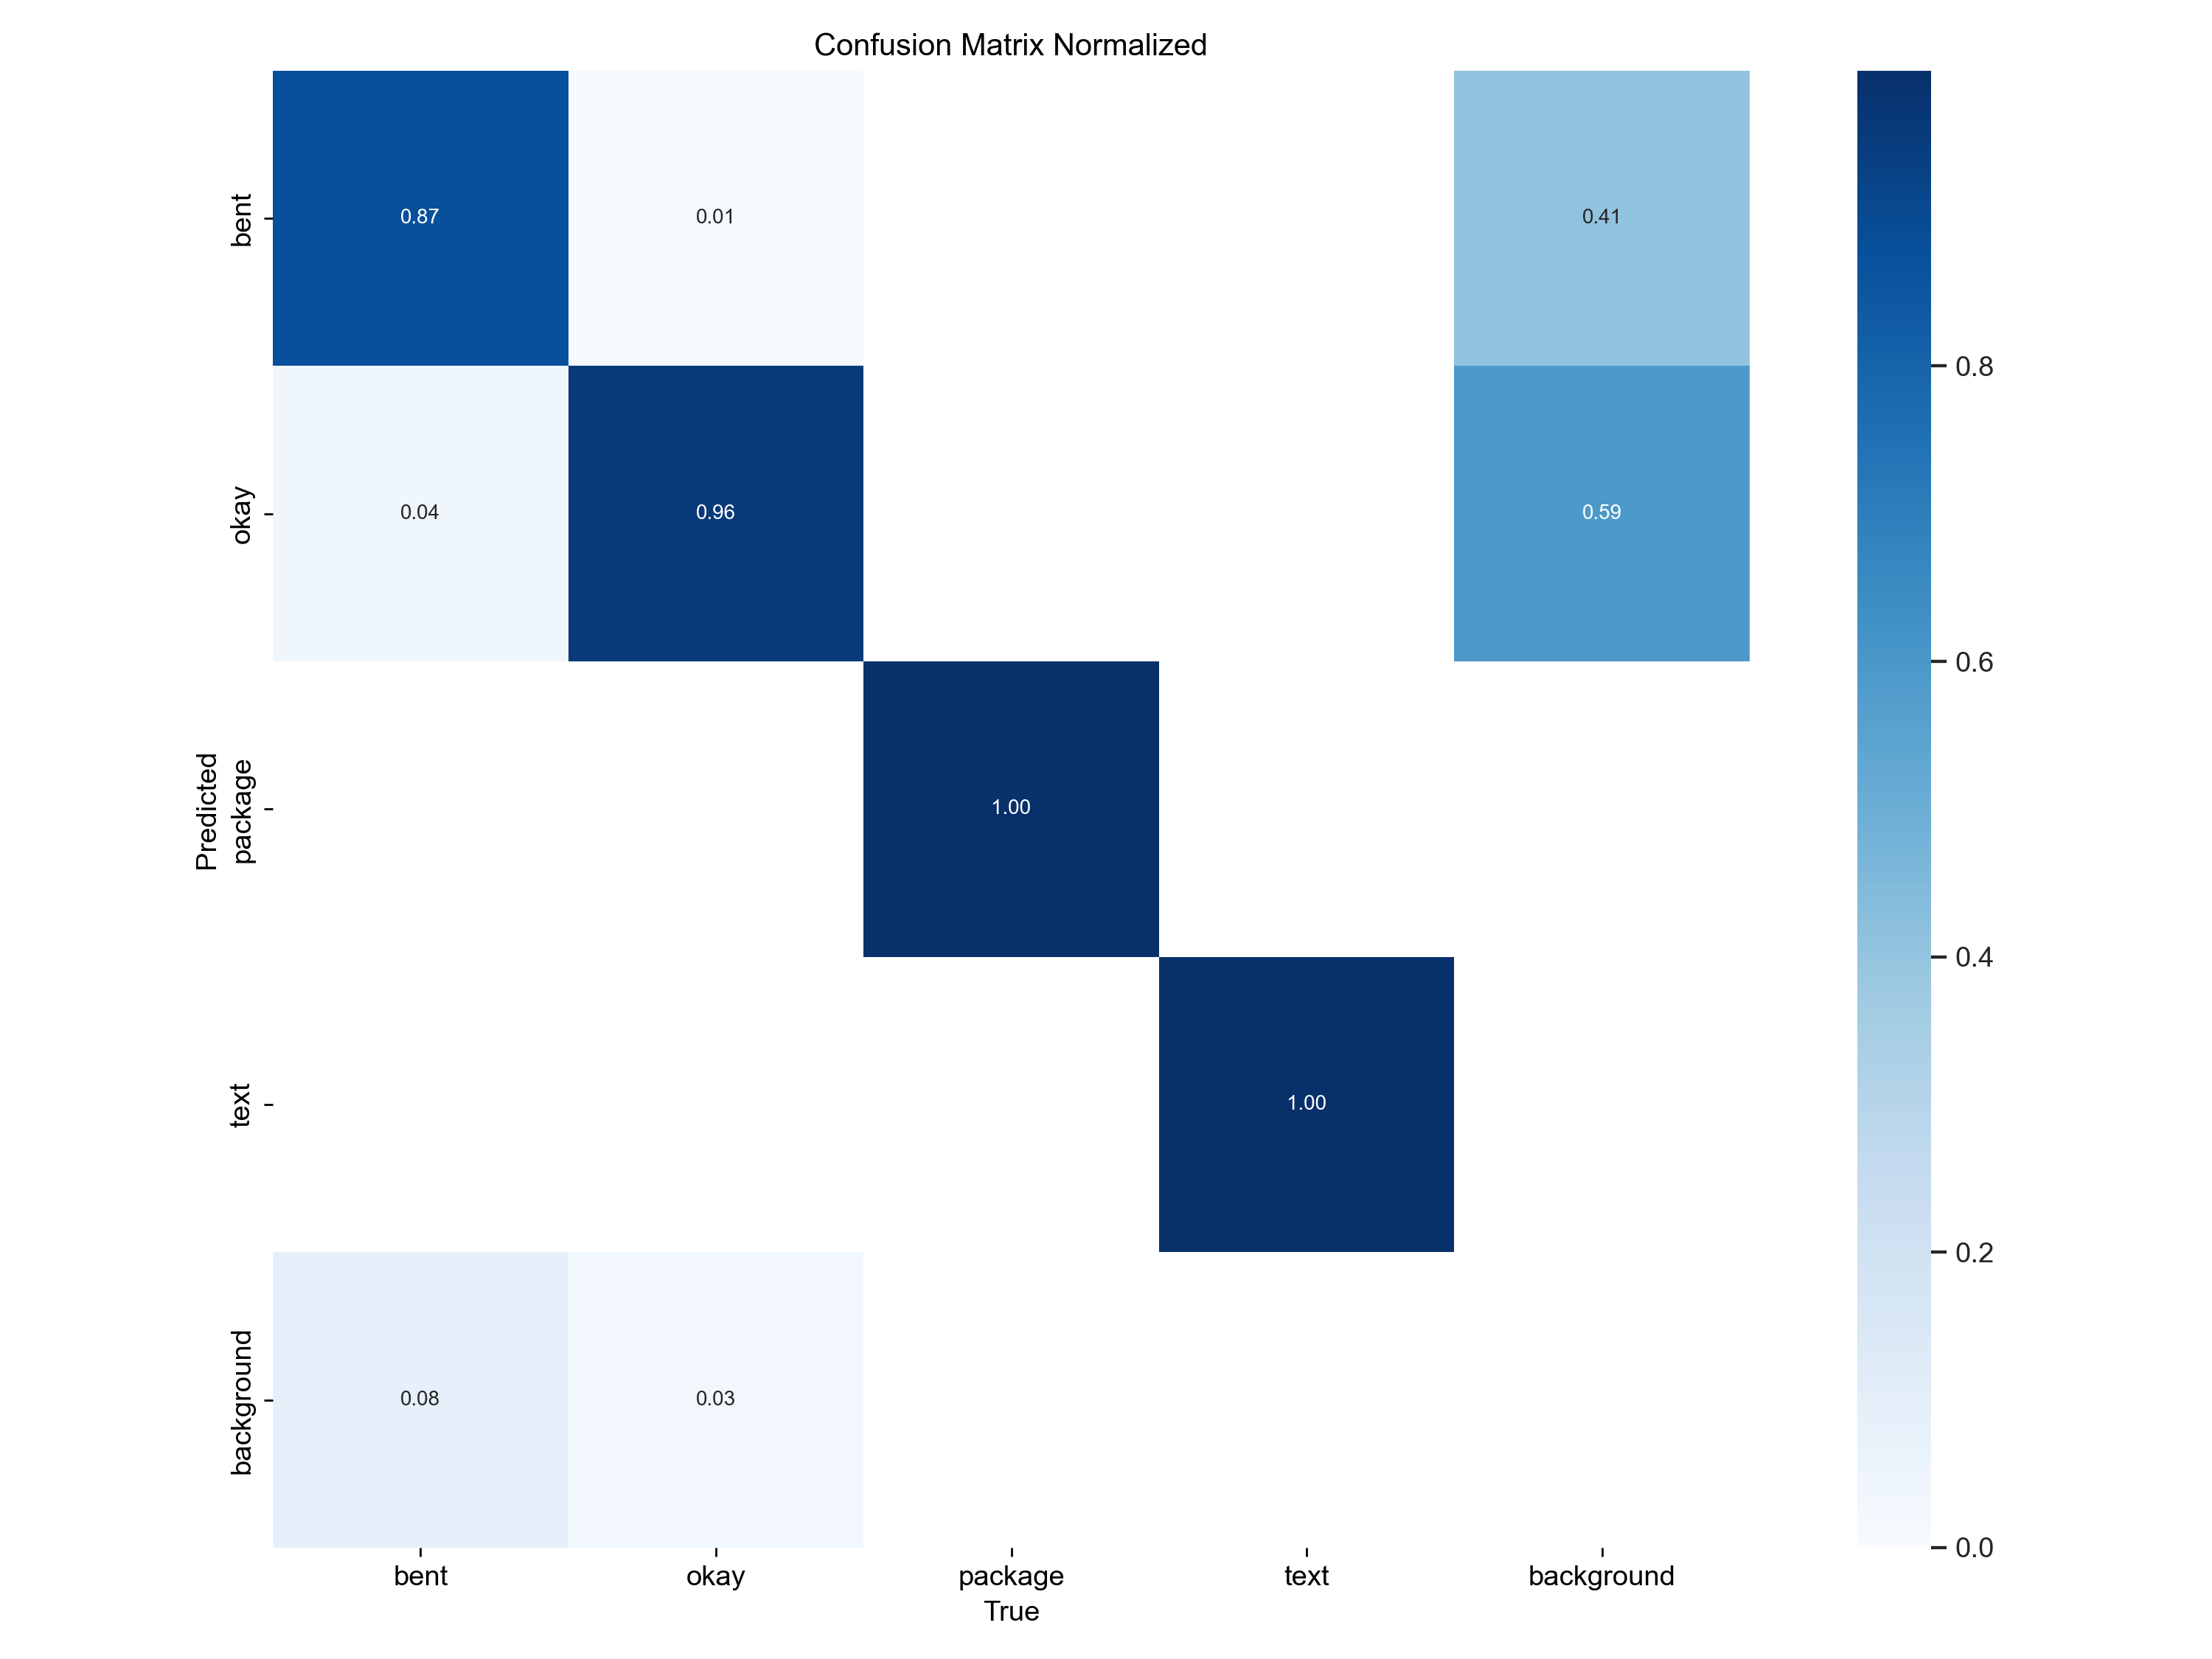 Confusion Matrix Normalized
bent
0.87
0.01
0.41
okay
0.04
0.96
0.59
Predicted
package
1.00
text
1.00
background
0.08
0.03
bent
okay
package
text
background
True
0.8
0.6
0.4
0.2
0.0